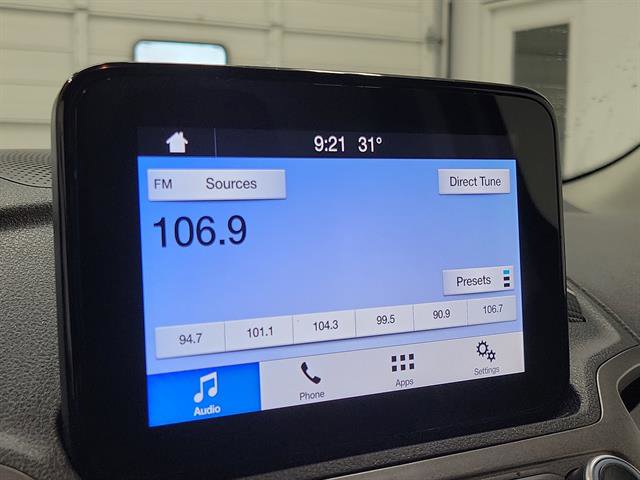 9:21 31°
FM Sources
Direct Tune
106.9
Presets
94.7 101.1 104.3 99.5 90.9 106.7
Audio Phone Apps Settings